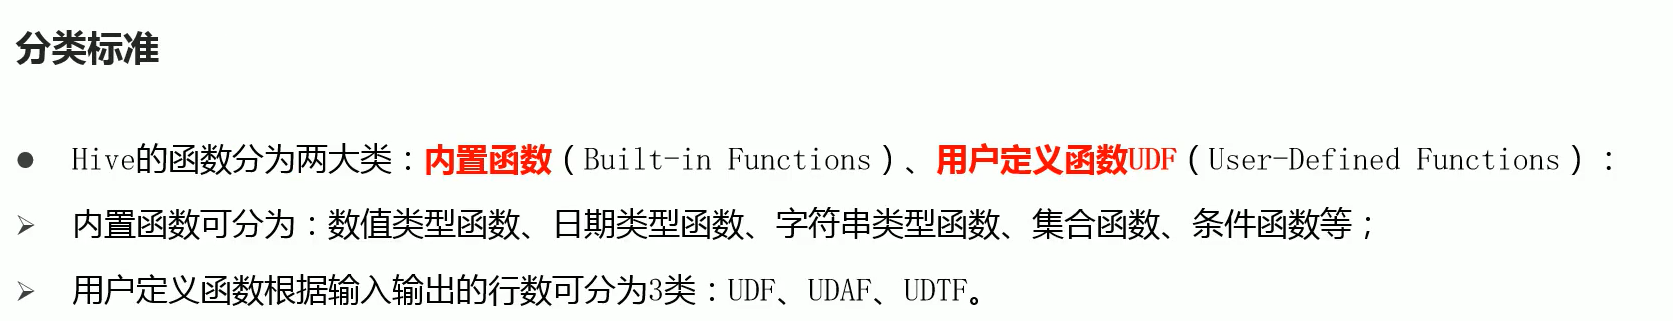 分类标准
● Hive的函数分为两大类：内置函数（Built-in Functions）、用户定义函数UDF（User-Defined Functions）：
➢ 内置函数可分为：数值类型函数、日期类型函数、字符串类型函数、集合函数、条件函数等；
➢ 用户定义函数根据输入输出的行数可分为3类：UDF、UDAF、UDTF。